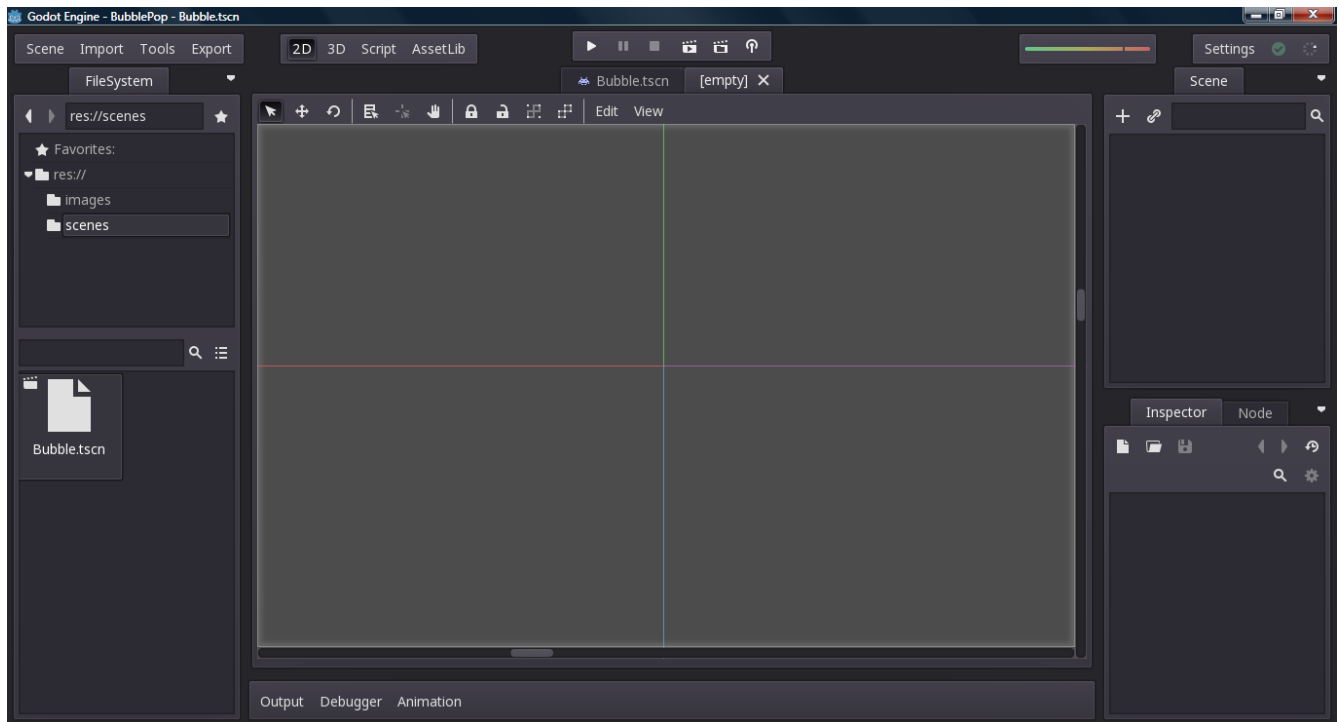 Godot Engine - BubblePop - Bubble.tscn
Scene Import Tools Export 2D 3D Script AssetLib Settings
FileSystem Bubble.tscn [empty] Scene
res://scenes Edit View
Favorites:
res://
images
scenes
Bubble.tscn
Inspector Node
Output Debugger Animation